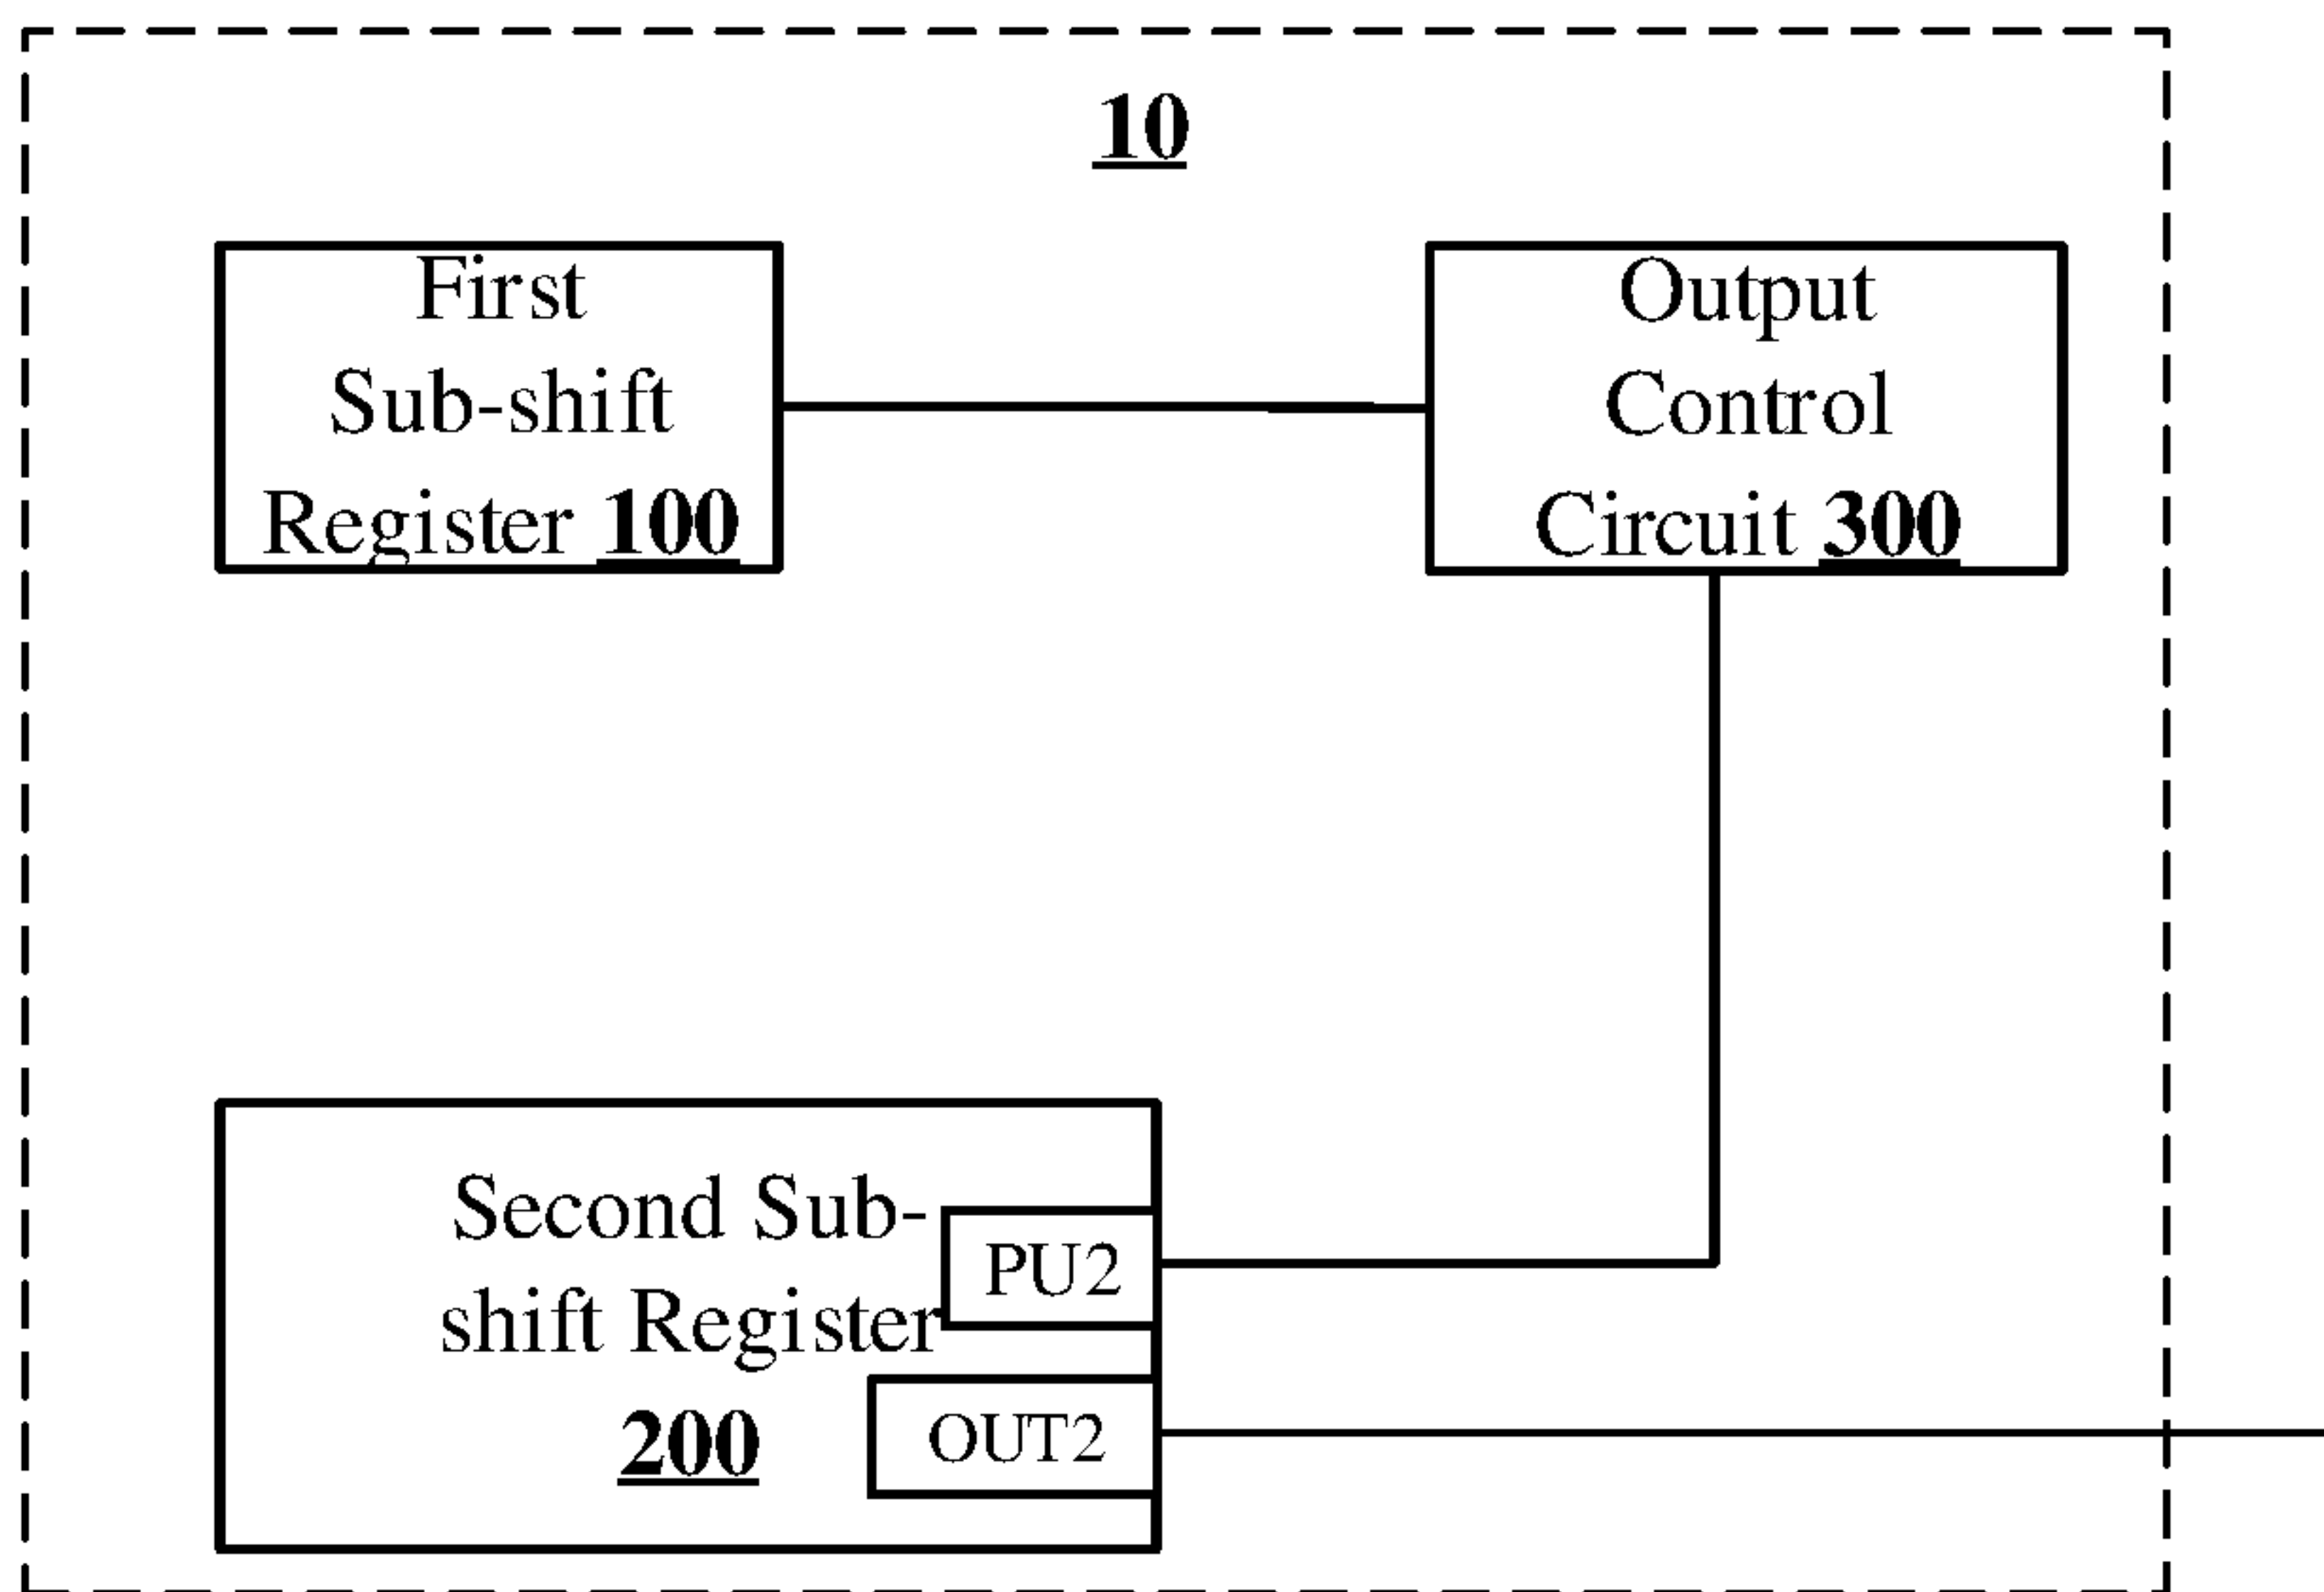 10
First
Sub-shift
Register 100
Output
Control
Circuit 300
Second Sub-
shift Register
200
PU2
OUT2